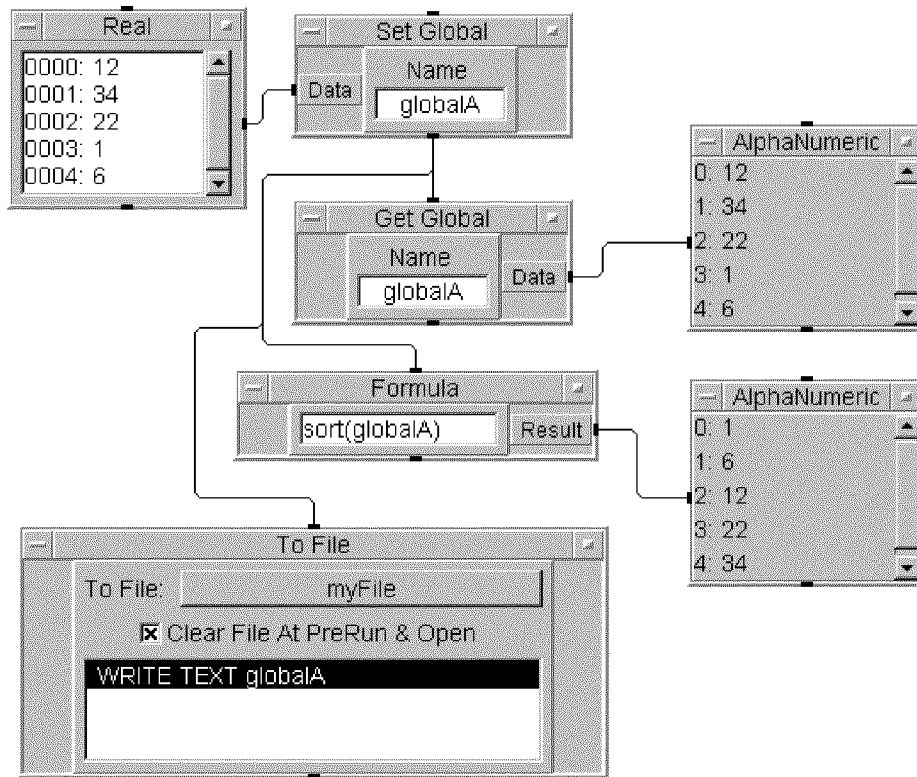 Real
0000: 12
0001: 34
0002: 22
0003: 1
0004: 6
Set Global
Data
Name
globalA
Get Global
Name
globalA
Data
AlphaNumeric
0: 12
1: 34
2: 22
3: 1
4: 6
Formula
sort(globalA)
Result
AlphaNumeric
0: 1
1: 6
2: 12
3: 22
4: 34
To File
To File: myFile
Clear File At PreRun & Open
WRITE TEXT globalA